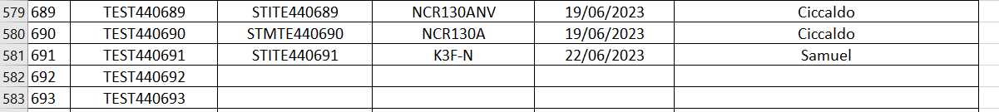 579 689 TEST440689 STITE440689 NCR130ANV 19/06/2023 Ciccaldo
580 690 TEST440690 STMTE440690 NCR130A 19/06/2023 Ciccaldo
581 691 TEST440691 STITE440691 K3F-N 22/06/2023 Samuel
582 692 TEST440692
583 693 TEST440693